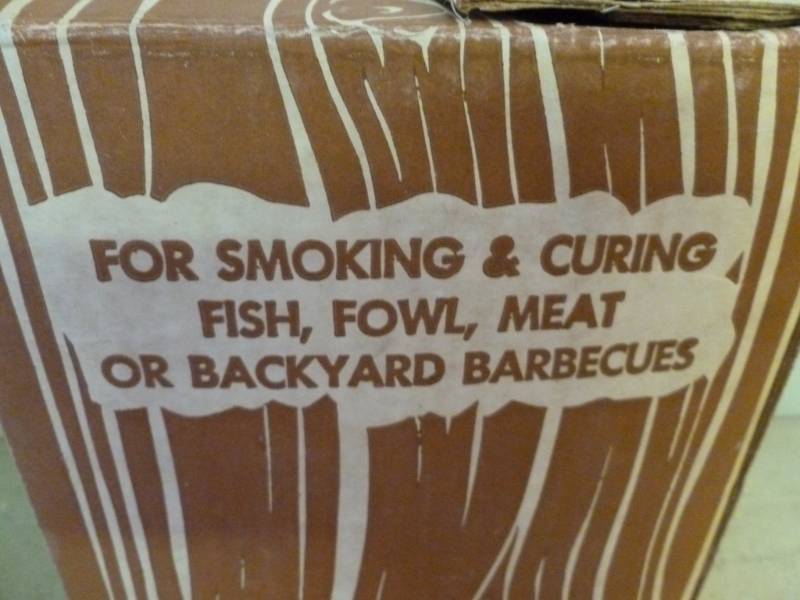 FOR SMOKING & CURING
FISH, FOWL, MEAT
OR BACKYARD BARBECUES